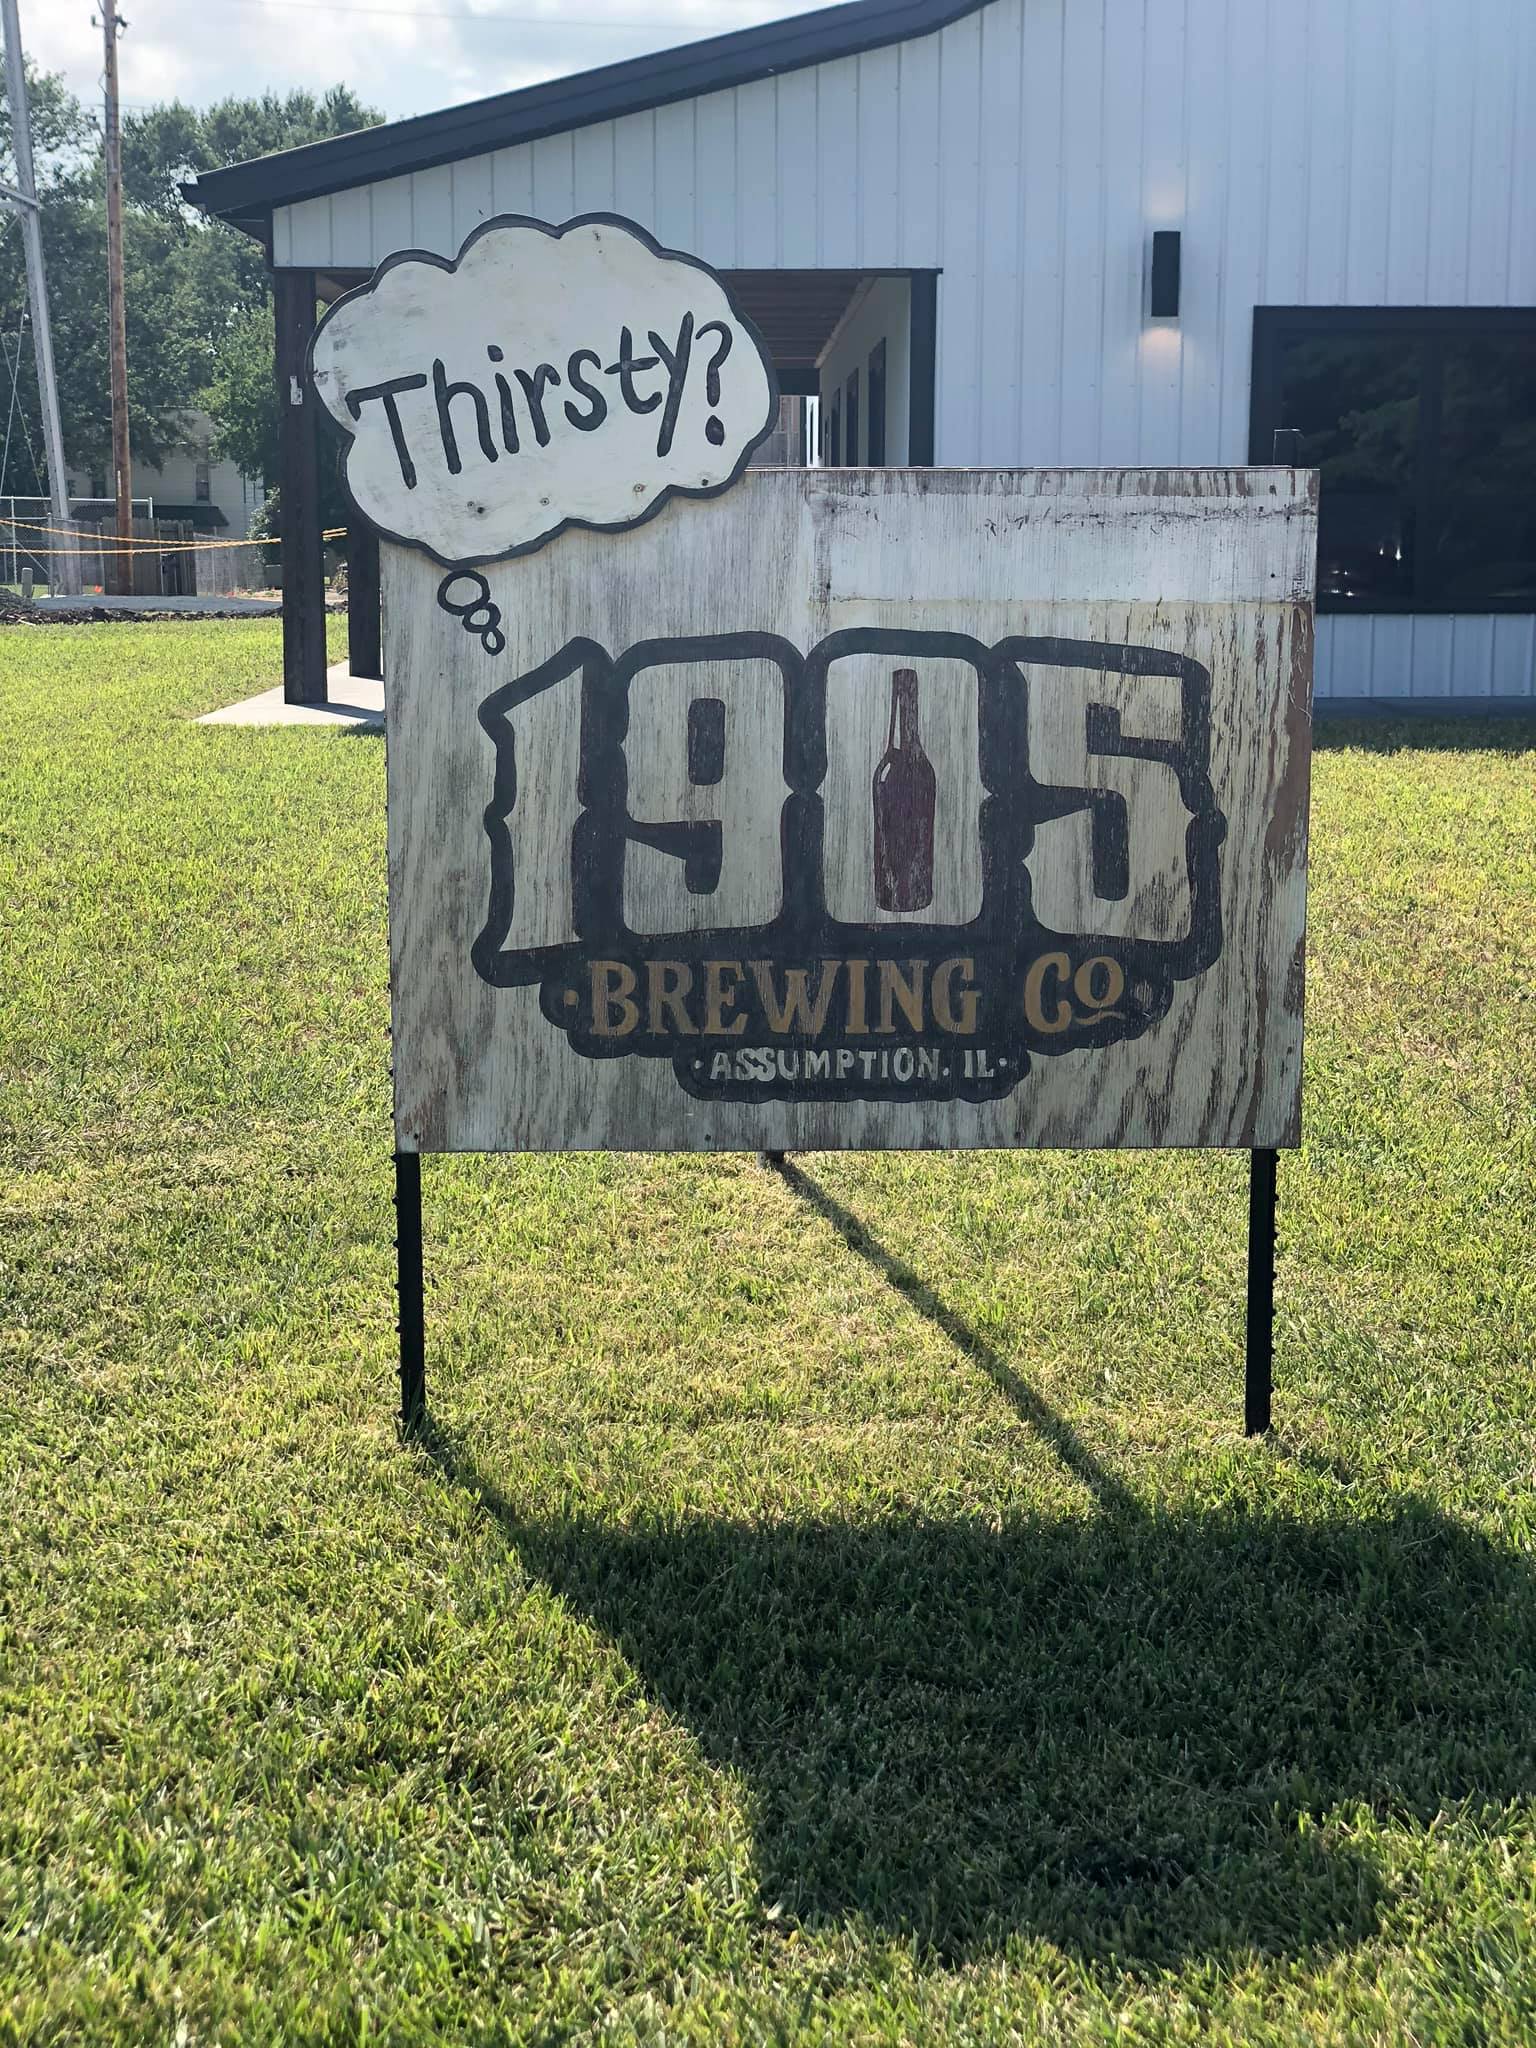 Thirsty?
1905
·BREWING CO
·ASSUMPTION. IL·